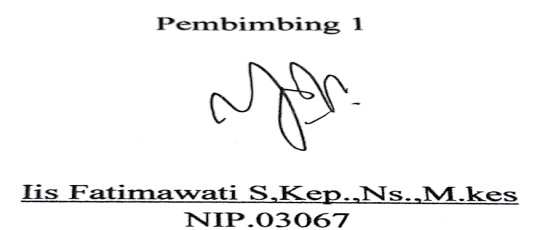 Pembimbing 1
Iis Fatimawati S,Kep.,Ns.,M.kes
NIP.03067